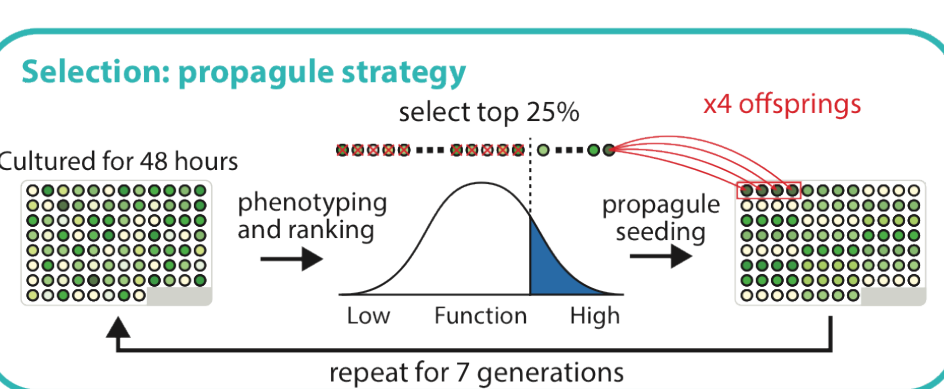 Selection: propagule strategy
select top 25%
x4 offsprings
Cultured for 48 hours
phenotyping
and ranking
propagule
seeding
Low Function High
repeat for 7 generations